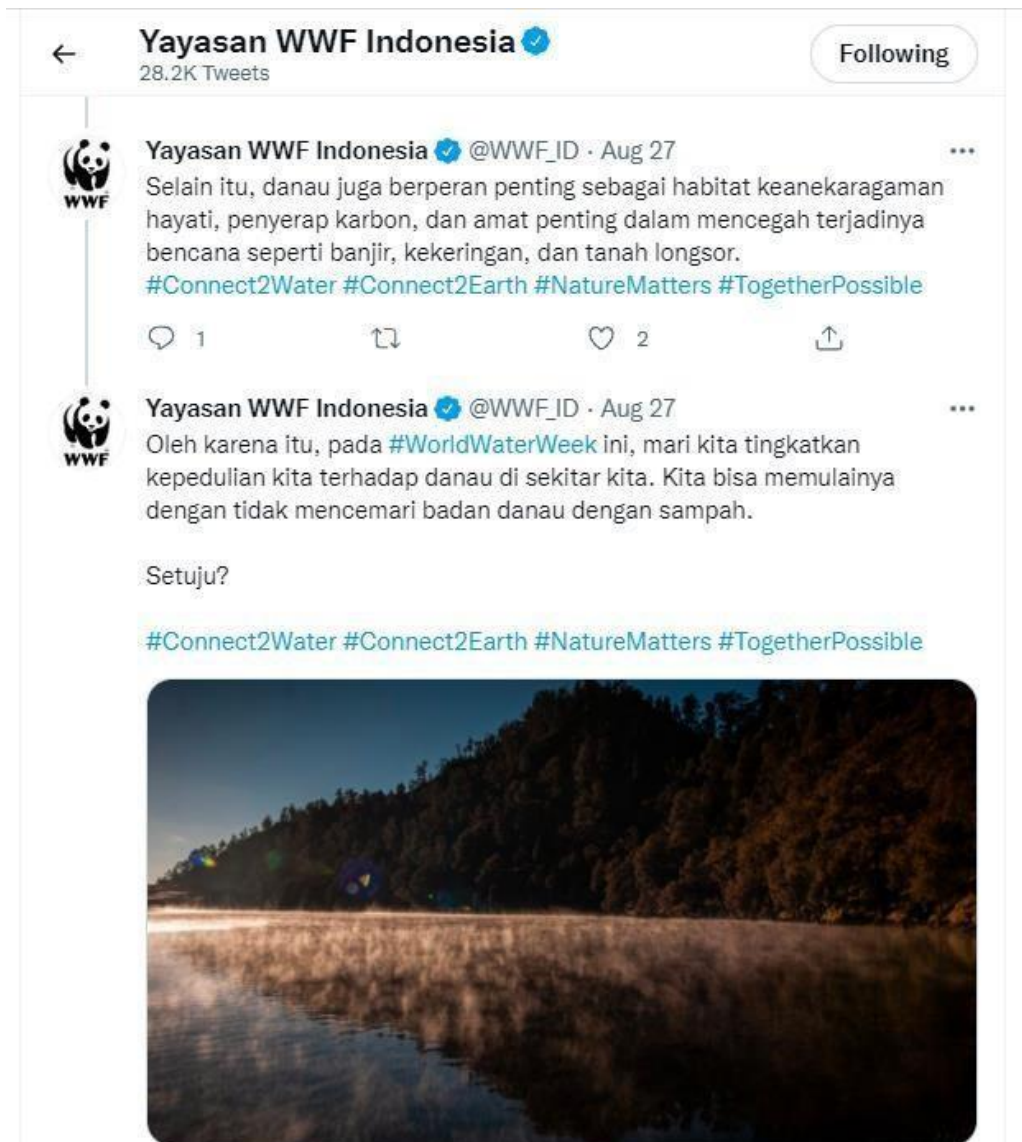 Yayasan WWF Indonesia
Following
28.2K Tweets
Yayasan WWF Indonesia @WWF_ID · Aug 27
Selain itu, danau juga berperan penting sebagai habitat keanekaragaman
hayati, penyerap karbon, dan amat penting dalam mencegah terjadinya
bencana seperti banjir, kekeringan, dan tanah longsor.
#Connect2Water #Connect2Earth #NatureMatters #TogetherPossible
1 2
WWF
Yayasan WWF Indonesia @WWF_ID · Aug 27
Oleh karena itu, pada #WorldWaterWeek ini, mari kita tingkatkan
kepedulian kita terhadap danau di sekitar kita. Kita bisa memulainya
dengan tidak mencemari badan danau dengan sampah.
Setuju?
#Connect2Water #Connect2Earth #NatureMatters #TogetherPossible
WWF